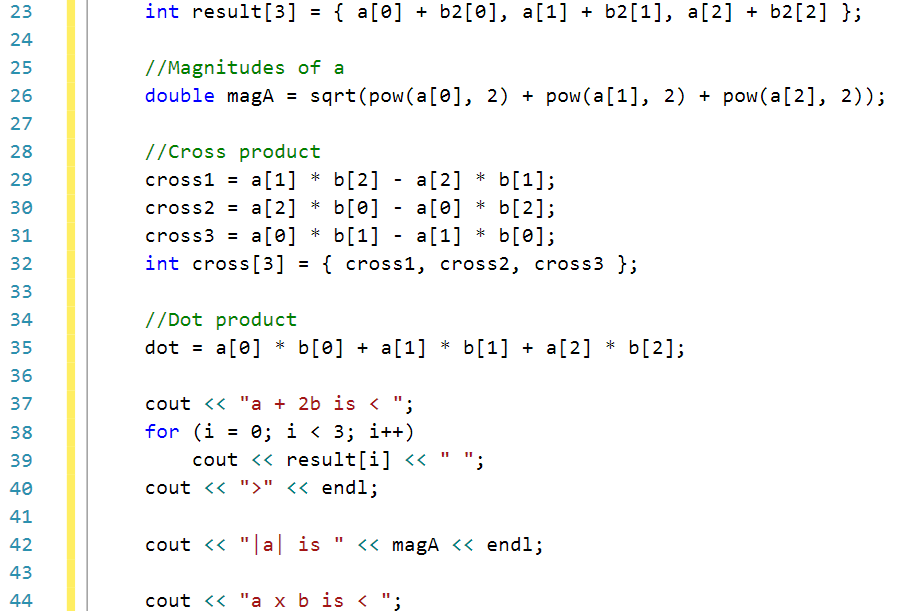 23 int result[3] = { a[0] + b2[0], a[1] + b2[1], a[2] + b2[2] };
24
25 //Magnitudes of a
26 double magA = sqrt(pow(a[0], 2) + pow(a[1], 2) + pow(a[2], 2));
27
28 //Cross product
29 cross1 = a[1] * b[2] - a[2] * b[1];
30 cross2 = a[2] * b[0] - a[0] * b[2];
31 cross3 = a[0] * b[1] - a[1] * b[0];
32 int cross[3] = { cross1, cross2, cross3 };
33
34 //Dot product
35 dot = a[0] * b[0] + a[1] * b[1] + a[2] * b[2];
36
37 cout << "a + 2b is < ";
38 for (i = 0; i < 3; i++)
39 cout << result[i] << " ";
40 cout << ">" << endl;
41
42 cout << "|a| is " << magA << endl;
43
44 cout << "a x b is < ";